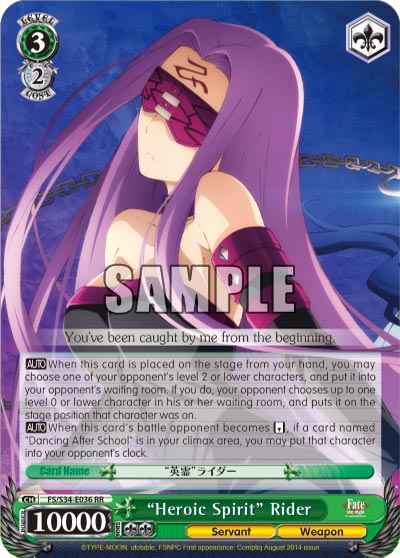 LEVEL
3
2
COST
SAMPLE
You've been caught by me from the beginning.
AUTO When this card is placed on the stage from your hand, you may
choose one of your opponent's level 2 or lower characters, and put it into
your opponent's waiting room. If you do, your opponent chooses up to one
level 0 or lower character in his or her waiting room, and puts it on the
stage position that character was on.
AUTO When this card's battle opponent becomes [], if a card named
"Dancing After School" is in your climax area, you may put that character
into your opponent's clock.
Card Name
“英霊”ライダー
FS/S34-E036 RR
10000
“Heroic Spirit” Rider
Fate
stay night
Servant
Weapon
©TYPE-MOON, ufotable, FSNPC First appearance: Comptiq August 2014 issue